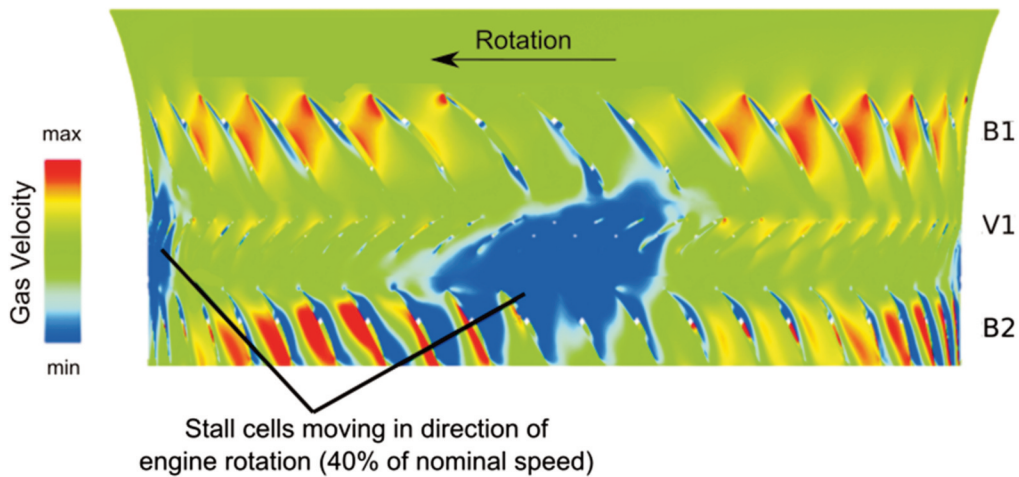 Rotation
max
B1
Gas Velocity
V1
B2
min
Stall cells moving in direction of
engine rotation (40% of nominal speed)